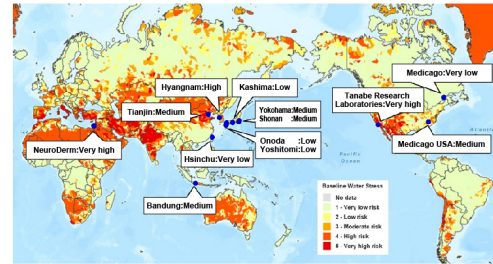 Medicago:Very low
Hyangnam:High
Kashima:Low
Tanabe Research
Laboratories:Very high
Tianjin:Medium
Yokohama:Medium
Shonan :Medium
NeuroDerm:Very high
Onoda :Low
Yoshitomi:Low
Medicago USA:Medium
Hsinchu:Very low
Pacific
Ocean
Atlantic
Bandung:Medium
Baseline Water Stress
No data
1 - Very low risk
2 - Low risk
3 - Moderate risk
4 - High risk
5 - Very high risk